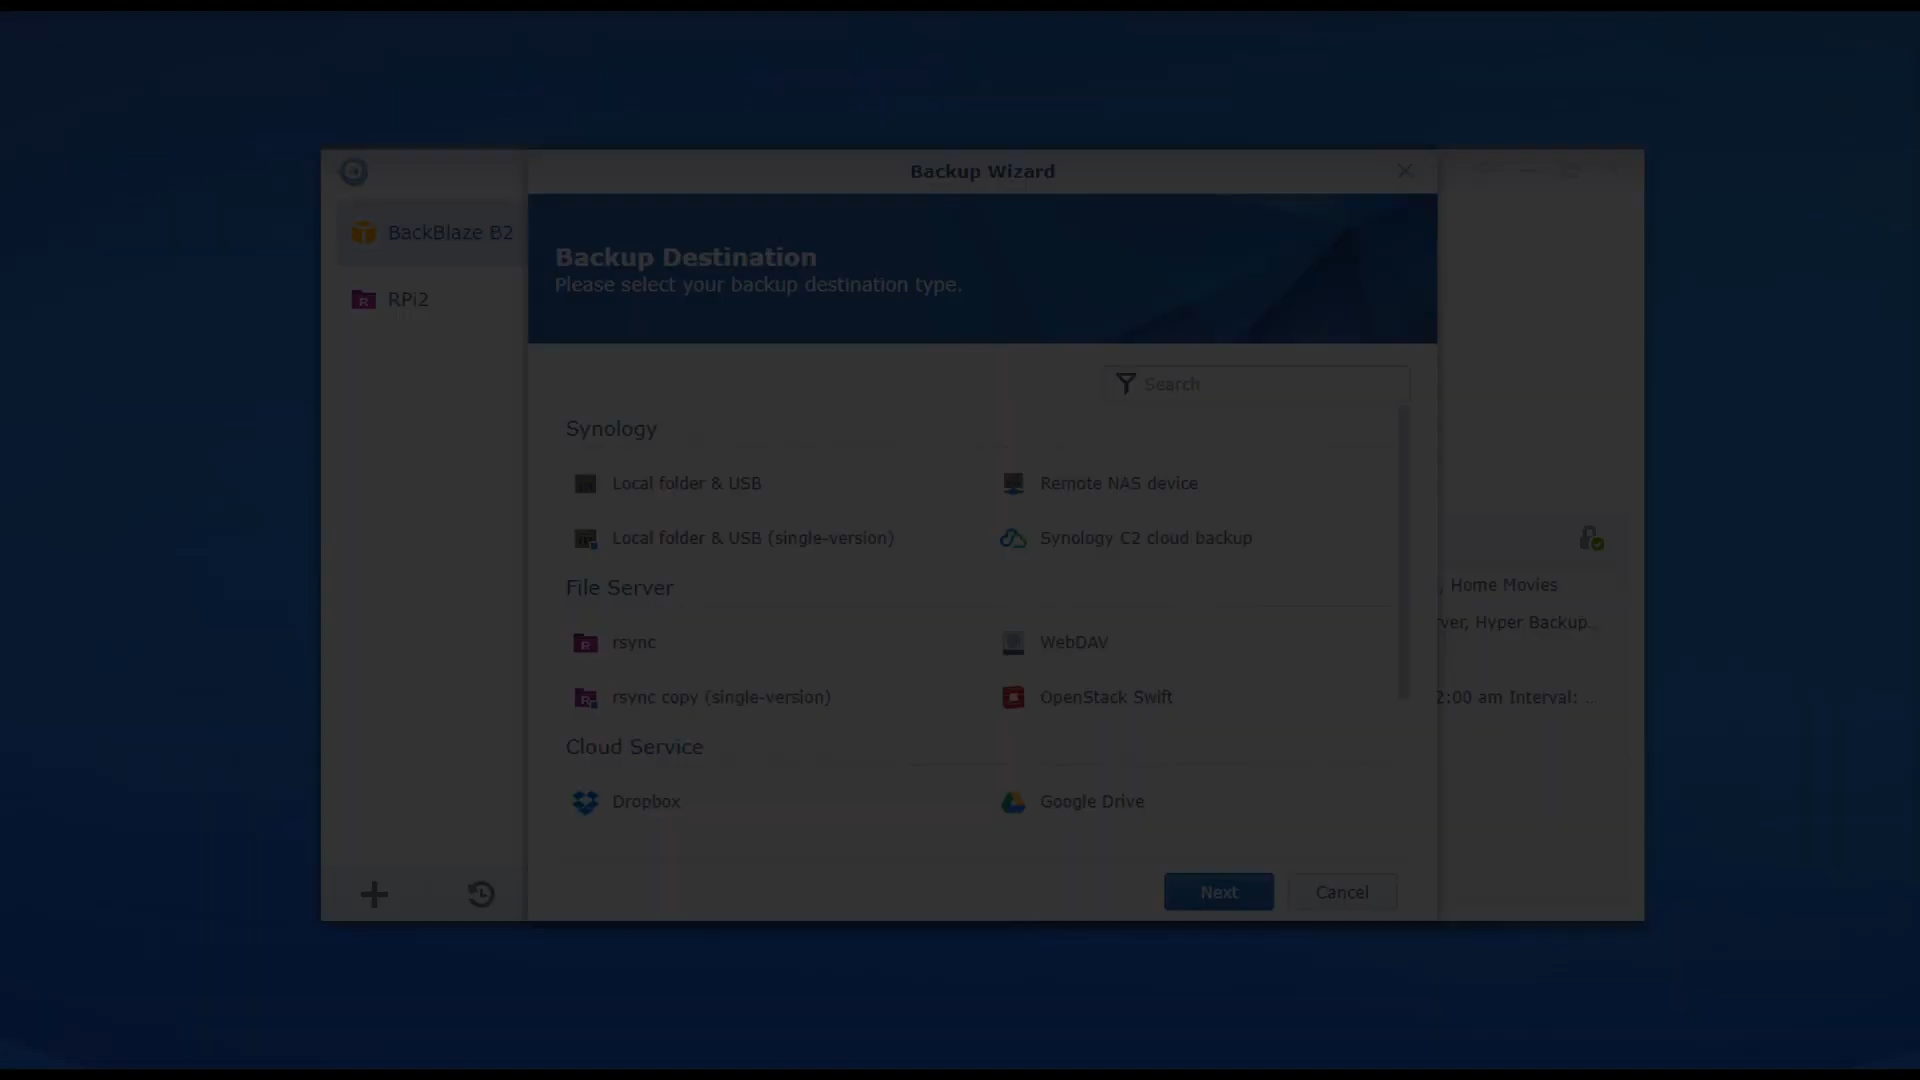 Backup Wizard
BackBlaze B2
RPi2
Backup Destination
Please select your backup destination type.
Search
Synology
Local folder & USB
Remote NAS device
Local folder & USB (single-version)
Synology C2 cloud backup
File Server
rsync
WebDAV
rsync copy (single-version)
OpenStack Swift
Cloud Service
Dropbox
Google Drive
Next
Cancel
, Home Movies
rver, Hyper Backup...
2:00 am Interval: ...